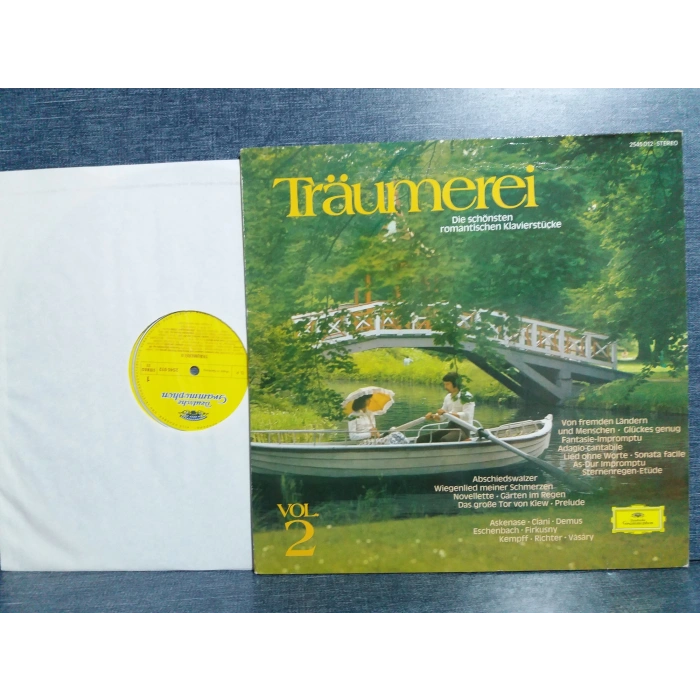 2548 012 · STEREO
Träumerei
Die schönsten
romantischen Klavierstücke
Von fremden Ländern
und Menschen · Glückes genug
Fantasie-Impromptu
Adagio cantabile
Lied ohne Worte · Sonata facile
As-Dur Impromptu
Sternenregen-Etüde
Abschiedswalzer
Wiegenlied meiner Schmerzen
Novellette · Gärten im Regen
Das große Tor von Kiew · Prelude
VOL.
2
Askenase · Ciani · Demus
Eschenbach · Firkusny
Kempff · Richter · Vásáry
Deutsche
Grammophon